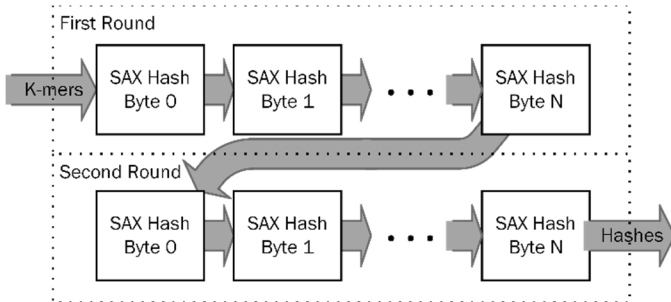 First Round
K-mers
SAX Hash
Byte 0
SAX Hash
Byte 1
SAX Hash
Byte N
Second Round
SAX Hash
Byte 0
SAX Hash
Byte 1
SAX Hash
Byte N
Hashes